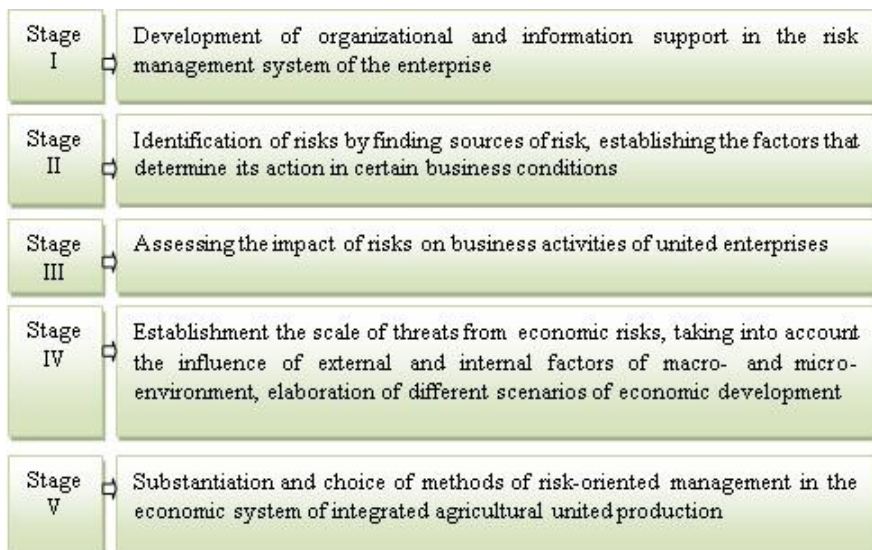 Stage
I
Development of organizational and information support in the risk
management system of the enterprise
Stage
II
Identification of risks by finding sources of risk, establishing the factors that
determine its action in certain business conditions
Stage
III
Assessing the impact of risks on business activities of united enterprises
Stage
IV
Establishment the scale of threats from economic risks, taking into account
the influence of external and internal factors of macro- and micro-
environment, elaboration of different scenarios of economic development
Stage
V
Substantiation and choice of methods of risk-oriented management in the
economic system of integrated agricultural united production